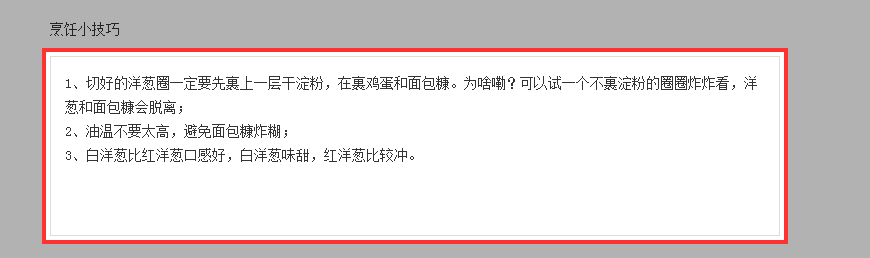 烹饪小技巧
1、切好的洋葱圈一定要先裹上一层干淀粉，在裹鸡蛋和面包糠。为啥嘞？可以试一个不裹淀粉的圈圈炸炸看，洋
葱和面包糠会脱离；
2、油温不要太高，避免面包糠炸糊；
3、白洋葱比红洋葱口感好，白洋葱味甜，红洋葱比较冲。